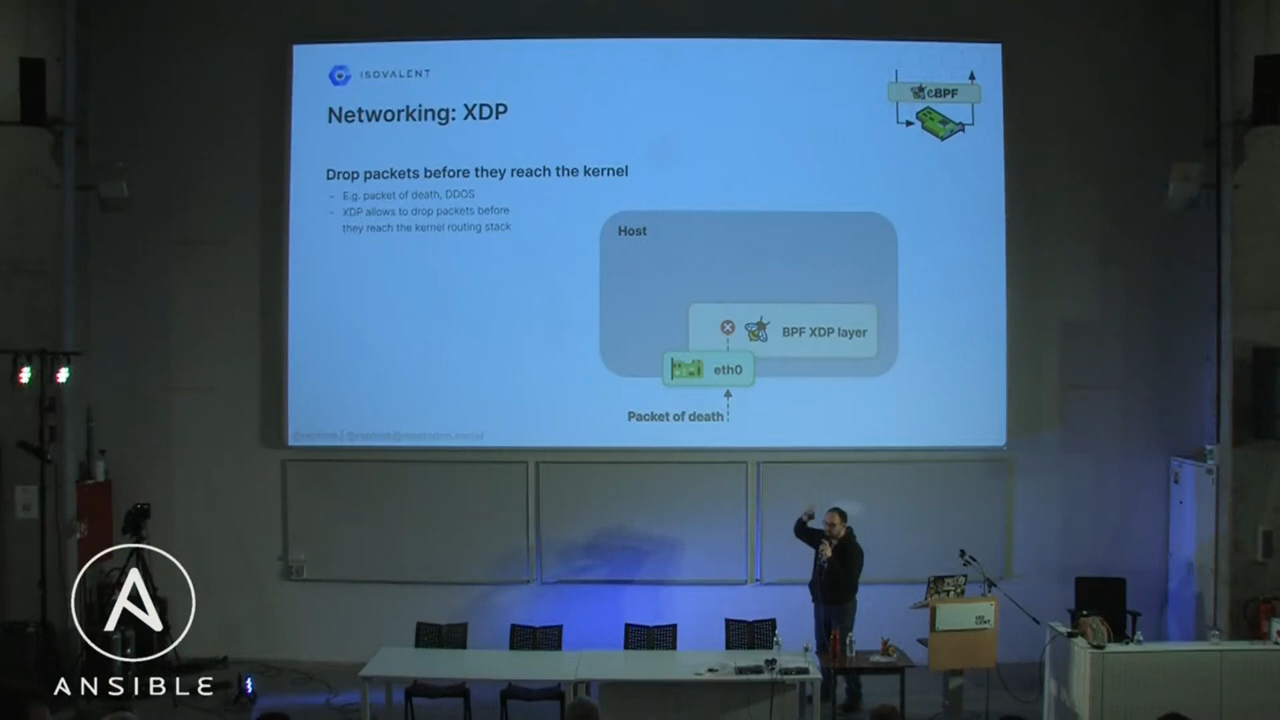 ISOVALENT
Networking: XDP
eBPF
Drop packets before they reach the kernel
- E.g. packet of death, DDOS
- XDP allows to drop packets before
they reach the kernel routing stack
Host
BPF XDP layer
eth0
Packet of death
ANSIBLE